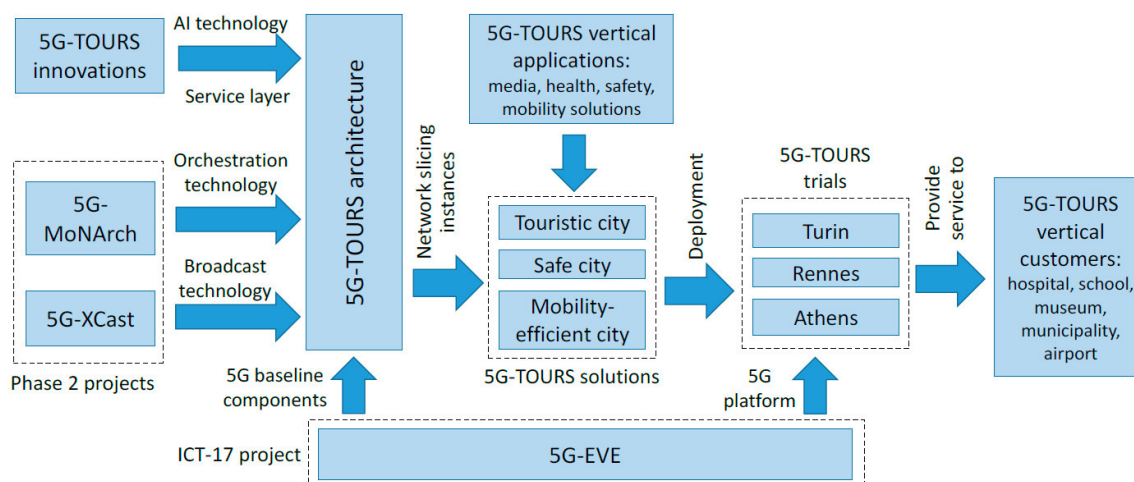 5G-TOURS
innovations
AI technology
Service layer
5G-MoNArch
Orchestration
technology
5G-XCast
Broadcast
technology
Phase 2 projects
5G-TOURS architecture
5G baseline
components
Network slicing
instances
5G-TOURS vertical
applications:
media, health, safety,
mobility solutions
Touristic city
Safe city
Mobility-
efficient city
5G-TOURS solutions
Deployment
5G-TOURS
trials
Turin
Rennes
Athens
5G
platform
Provide
service to
5G-TOURS
vertical
customers:
hospital, school,
museum,
municipality,
airport
ICT-17 project
5G-EVE